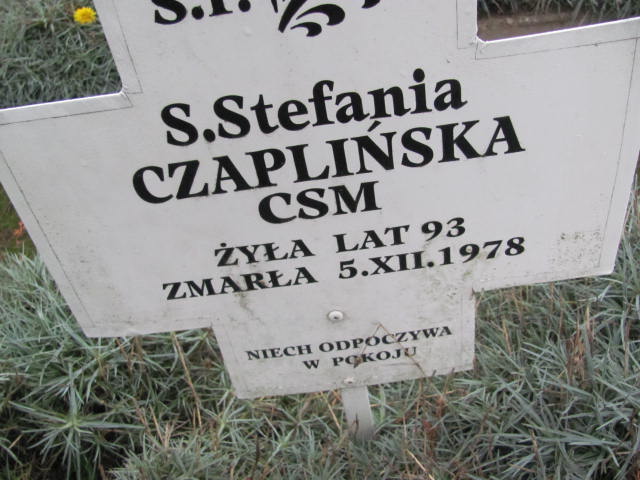 Ś.P.
S.Stefania
CZAPLIŃSKA
CSM
ŻYŁA LAT 93
ZMARŁA 5.XII.1978
NIECH ODPOCZYWA
W POKOJU